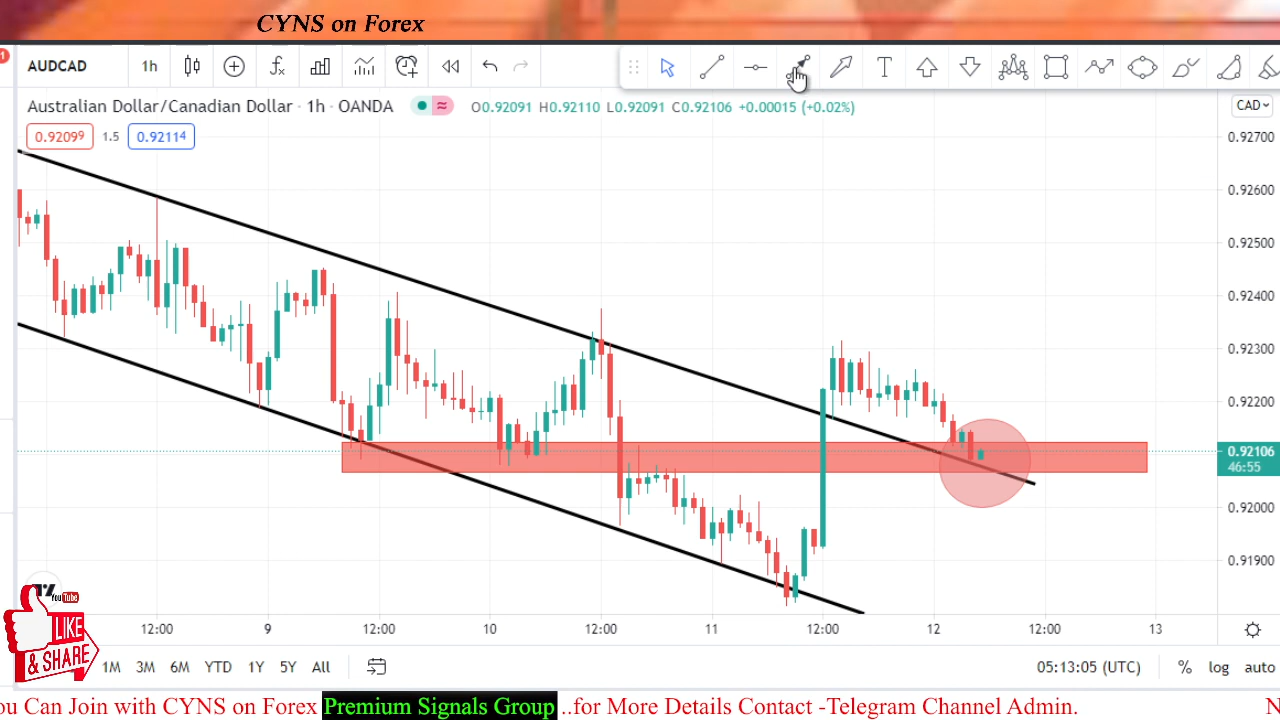 CYNS on Forex
1
AUDCAD 1h
Australian Dollar/Canadian Dollar · 1h · OANDA ≈ O0.92091 H0.92110 L0.92091 C0.92106 +0.00015 (+0.02%) CAD
0.92099 1.5 0.92114
0.92700
0.92600
0.92500
0.92400
0.92300
0.92200
0.92106
46:55
0.92000
0.91900
YouTube
LIKE
& SHARE
12:00 9 12:00 10 12:00 11 12:00 12 12:00 13
1M 3M 6M YTD 1Y 5Y All 05:13:05 (UTC) % log auto
ou Can Join with CYNS on Forex Premium Signals Group ..for More Details Contact -Telegram Channel Admin. N